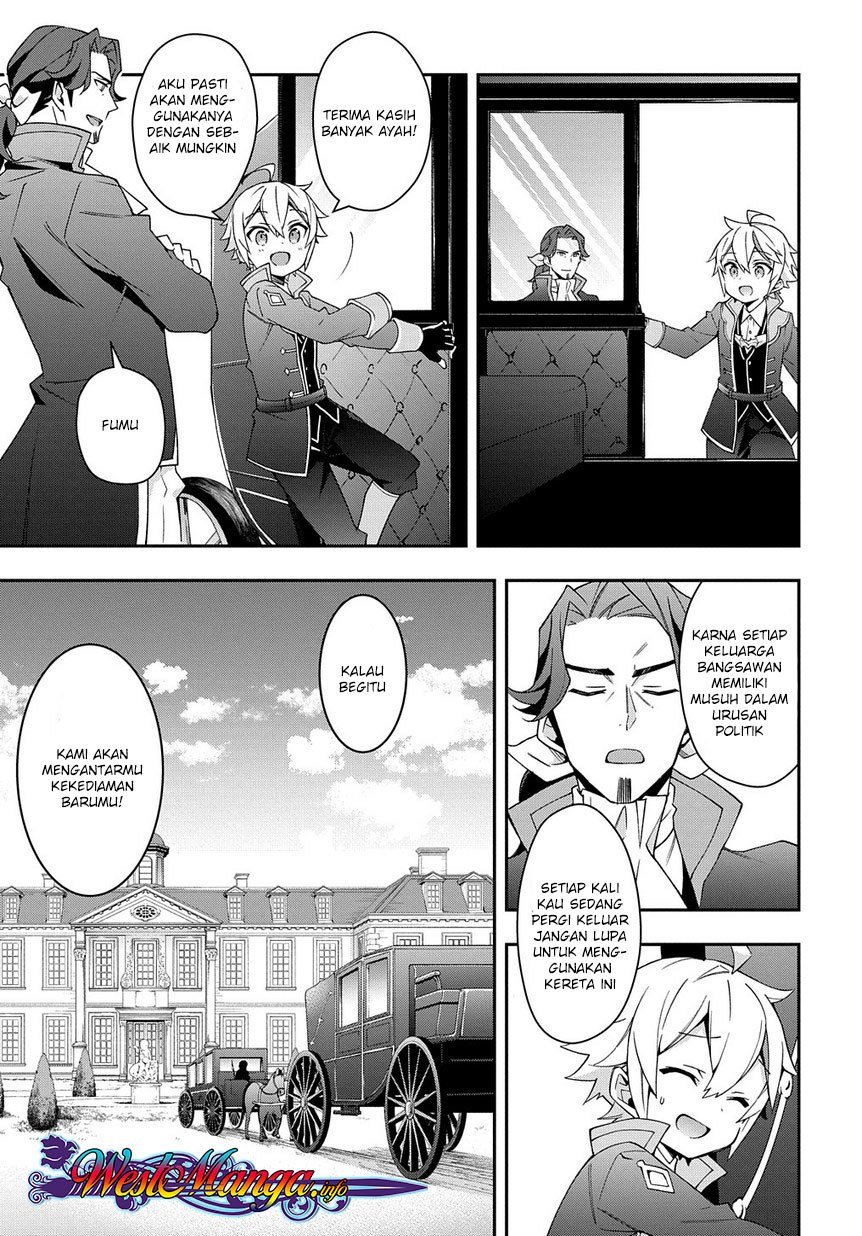 TERIMA KASIH
BANYAK AYAH!
AKU PASTI
AKAN MENG-
GUNAKANYA
DENGAN SEB-
AIK MUNGKIN
FUMU
KARNA SETIAP
KELUARGA
BANGSAWAN
MEMILIKI
MUSUH DALAM
URUSAN
POLITIK
SETIAP KALI
KAU SEDANG
PERGI KELUAR
JANGAN LUPA
UNTUK MENG-
GUNAKAN
KERETA INI
KALAU
BEGITU
KAMI AKAN
MENGANTARMU
KEKEDIAMAN
BARUMU!
WestManga.info